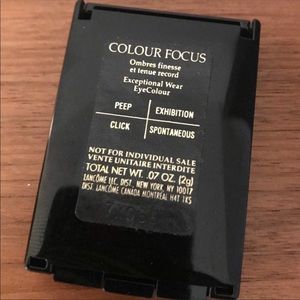 COLOUR FOCUS
Ombres finesse
et tenue record
Exceptional Wear
EyeColour
PEEP EXHIBITION
CLICK SPONTANEOUS
NOT FOR INDIVIDUAL SALE
VENTE UNITAIRE INTERDITE
TOTAL NET WT. .07 OZ. (2g)
LANCÔME LLC. DIST., NEW YORK, NY 10017
DIST. LANCÔME CANADA MONTREAL H4T 1K5